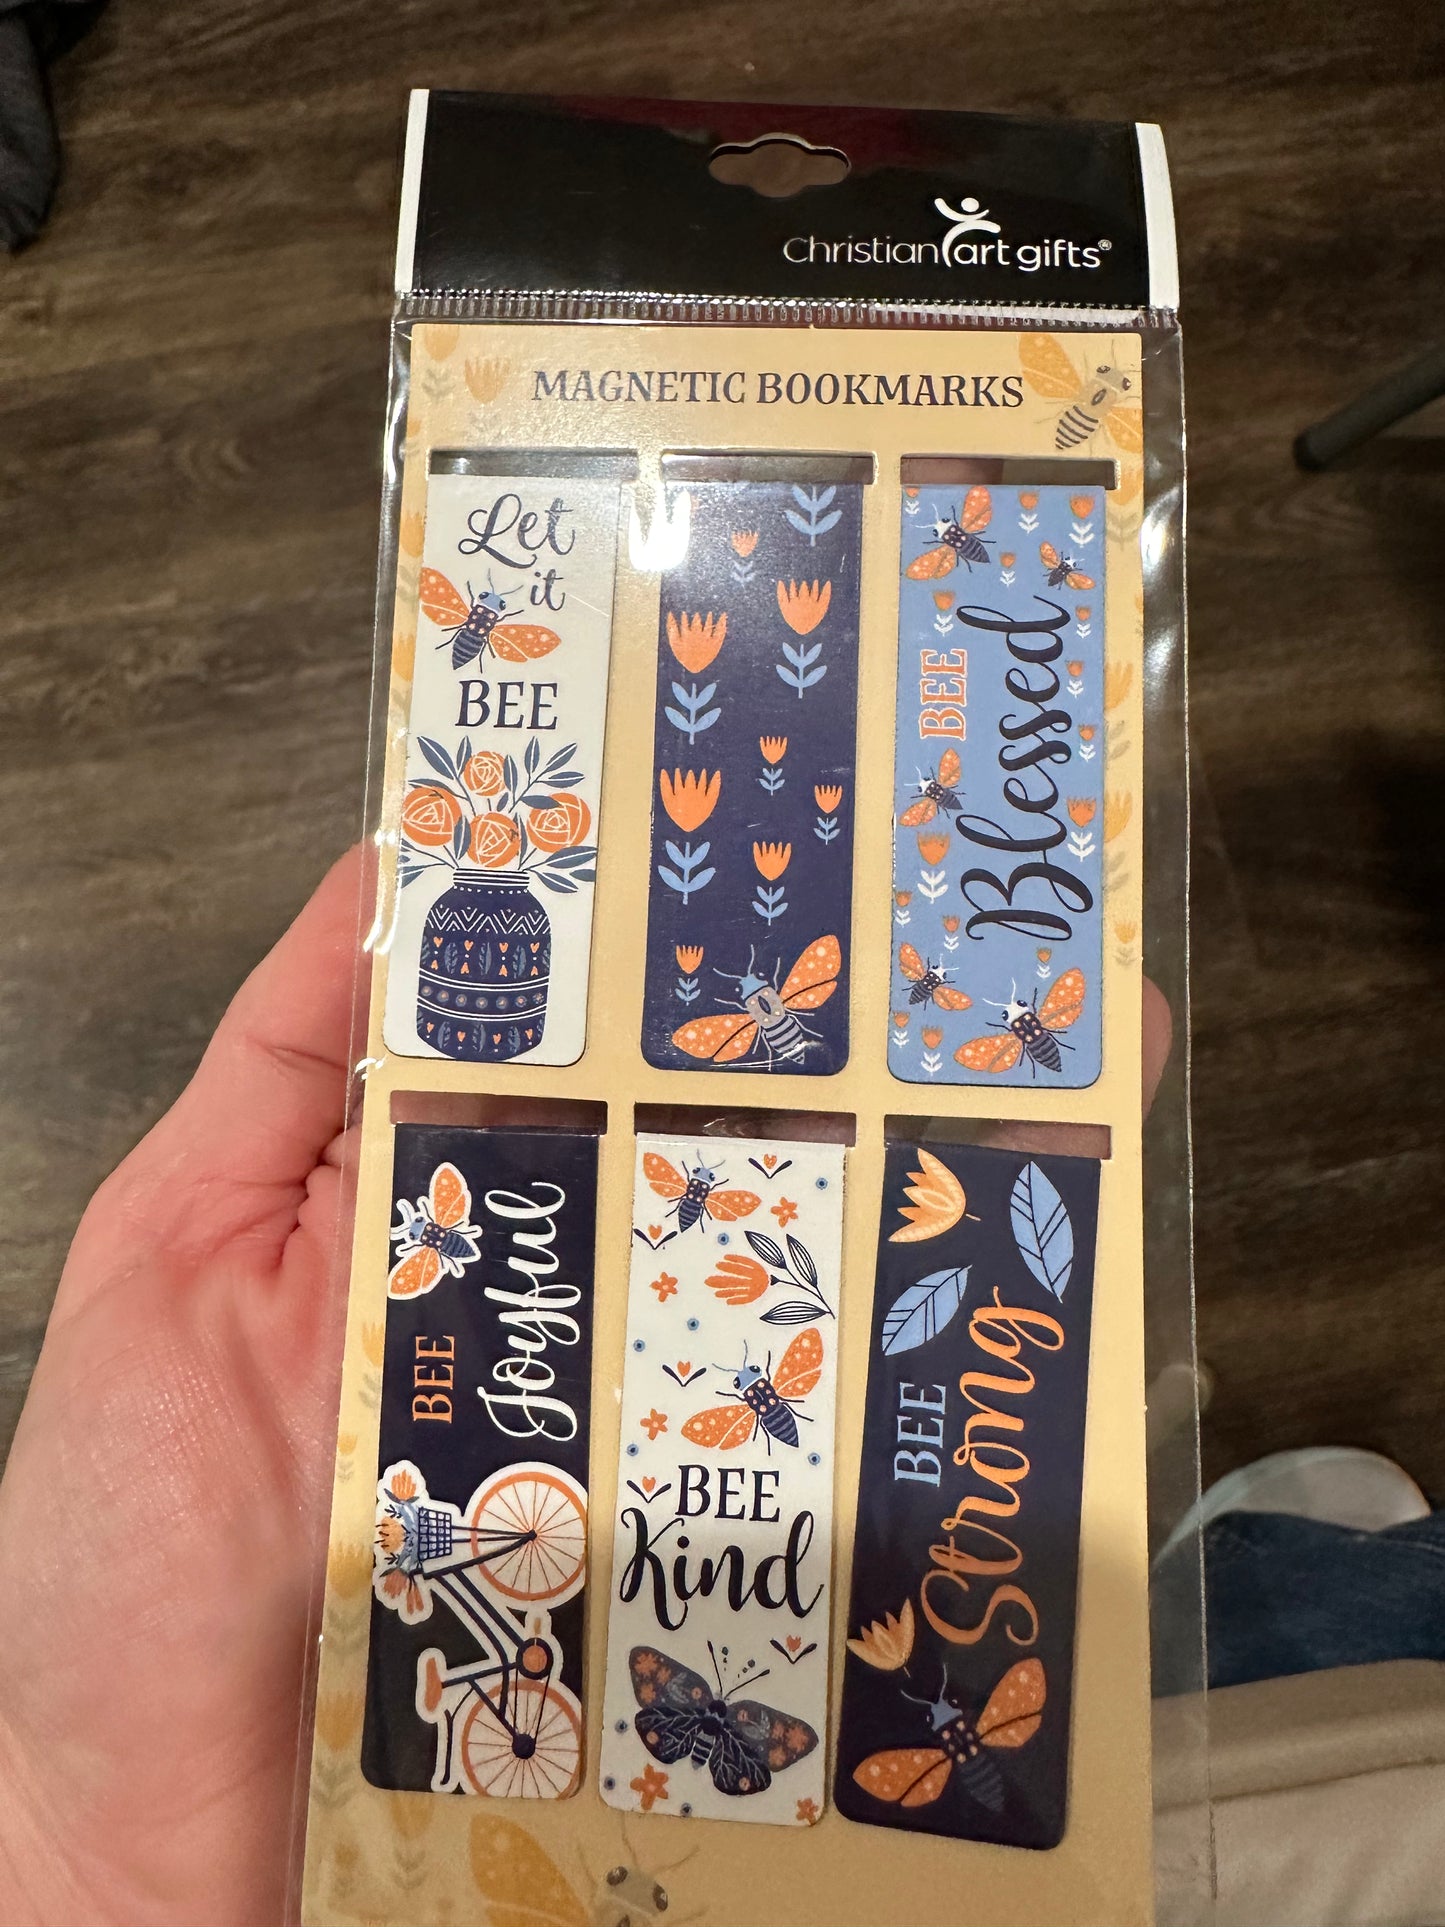 Christian art gifts®
MAGNETIC BOOKMARKS
Let
it
BEE
BEE
Blessed
BEE
Joyful
BEE
Kind
BEE
Strong